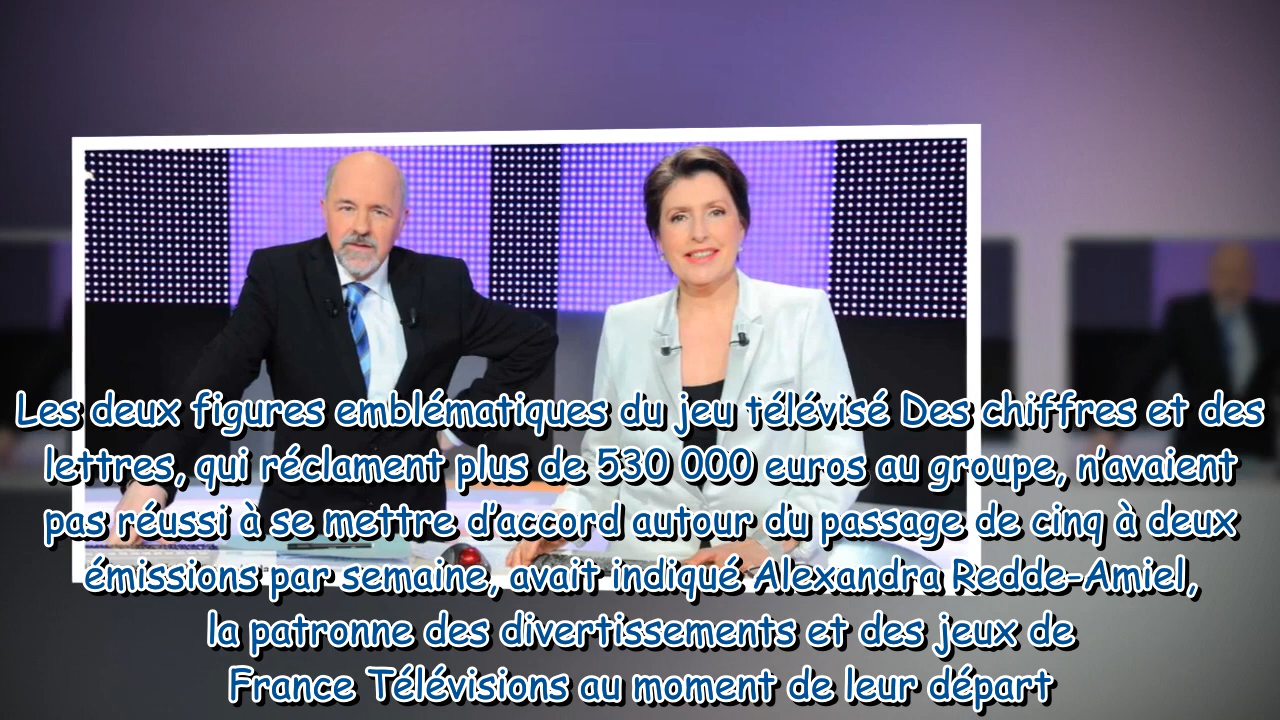 Les deux figures emblématiques du jeu télévisé Des chiffres et des
lettres, qui réclament plus de 530 000 euros au groupe, n’avaient
pas réussi à se mettre d’accord autour du passage de cinq à deux
émissions par semaine, avait indiqué Alexandra Redde-Amiel,
la patronne des divertissements et des jeux de
France Télévisions au moment de leur départ